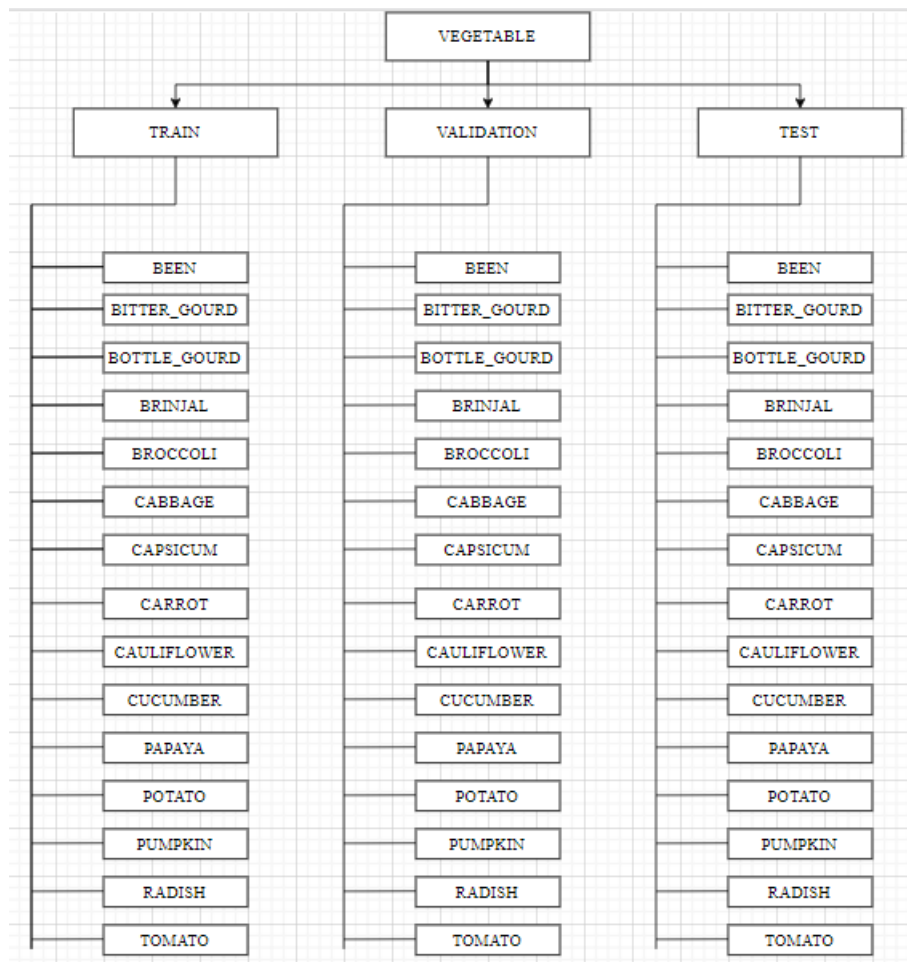 VEGETABLE
TRAIN VALIDATION TEST
BEEN BEEN BEEN
BITTER_GOURD BITTER_GOURD BITTER_GOURD
BOTTLE_GOURD BOTTLE_GOURD BOTTLE_GOURD
BRINJAL BRINJAL BRINJAL
BROCCOLI BROCCOLI BROCCOLI
CABBAGE CABBAGE CABBAGE
CAPSICUM CAPSICUM CAPSICUM
CARROT CARROT CARROT
CAULIFLOWER CAULIFLOWER CAULIFLOWER
CUCUMBER CUCUMBER CUCUMBER
PAPAYA PAPAYA PAPAYA
POTATO POTATO POTATO
PUMPKIN PUMPKIN PUMPKIN
RADISH RADISH RADISH
TOMATO TOMATO TOMATO